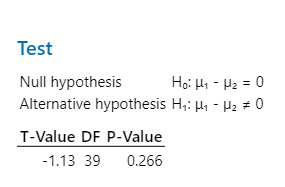 Test
Null hypothesis H₀: μ₁ - μ₂ = 0
Alternative hypothesis H₁: μ₁ - μ₂ ≠ 0
T-Value DF P-Value
-1.13 39 0.266